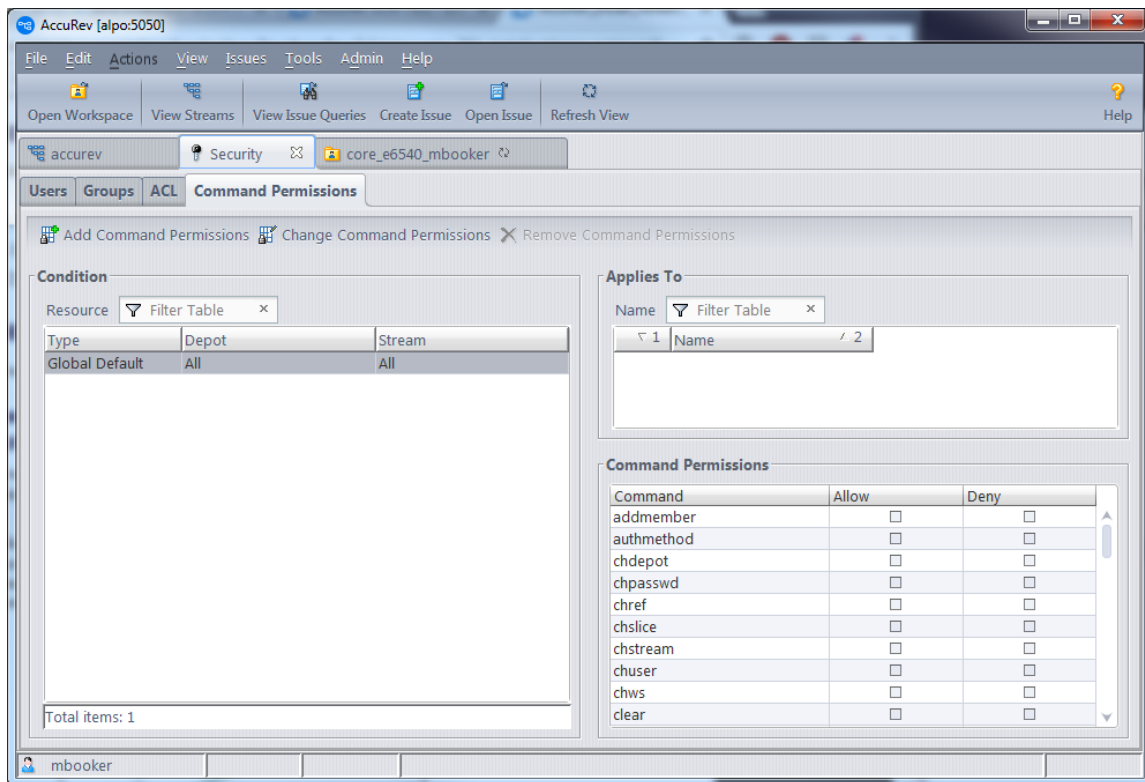 AccuRev [alpo:5050]
File Edit Actions View Issues Tools Admin Help
Open Workspace View Streams View Issue Queries Create Issue Open Issue Refresh View Help
accurev Security core_e6540_mbooker
Users Groups ACL Command Permissions
Add Command Permissions Change Command Permissions Remove Command Permissions
Condition
Resource Filter Table
Type Depot Stream
Global Default All All
Total items: 1
Applies To
Name Filter Table
1 Name 2
Command Permissions
Command Allow Deny
addmember
authmethod
chdepot
chpasswd
chref
chslice
chstream
chuser
chws
clear
mbooker